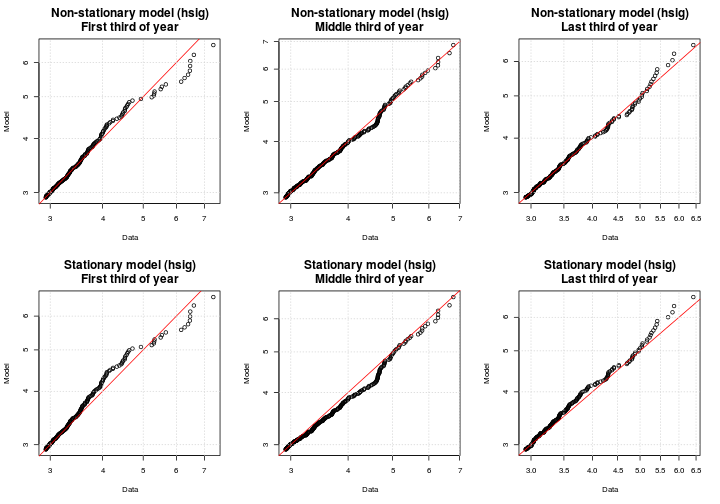 Non-stationary model (hsig)
First third of year
Model
6
5
4
3
3 4 5 6 7
Data
Non-stationary model (hsig)
Middle third of year
Model
7
6
5
4
3
3 4 5 6 7
Data
Non-stationary model (hsig)
Last third of year
Model
6
5
4
3
3.0 3.5 4.0 4.5 5.0 5.5 6.0 6.5
Data
Stationary model (hsig)
First third of year
Model
6
5
4
3
3 4 5 6 7
Data
Stationary model (hsig)
Middle third of year
Model
6
5
4
3
3 4 5 6 7
Data
Stationary model (hsig)
Last third of year
Model
6
5
4
3
3.0 3.5 4.0 4.5 5.0 5.5 6.0 6.5
Data